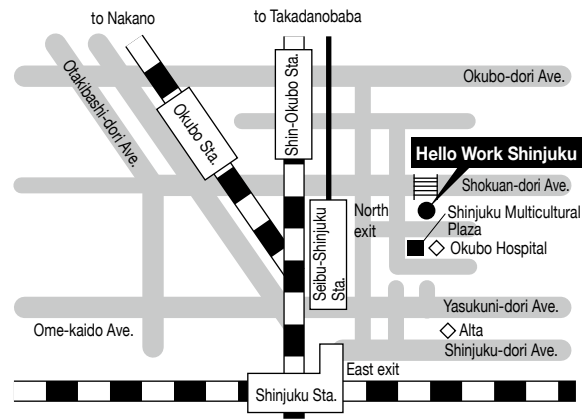 to Nakano
to Takadanobaba
Otakibashi-dori Ave.
Okubo Sta.
Shin-Okubo Sta.
Okubo-dori Ave.
Hello Work Shinjuku
Shokuan-dori Ave.
North
exit
Shinjuku Multicultural
Plaza
Okubo Hospital
Seibu-Shinjuku
Sta.
Yasukuni-dori Ave.
Ome-kaido Ave.
Alta
Shinjuku-dori Ave.
East exit
Shinjuku Sta.